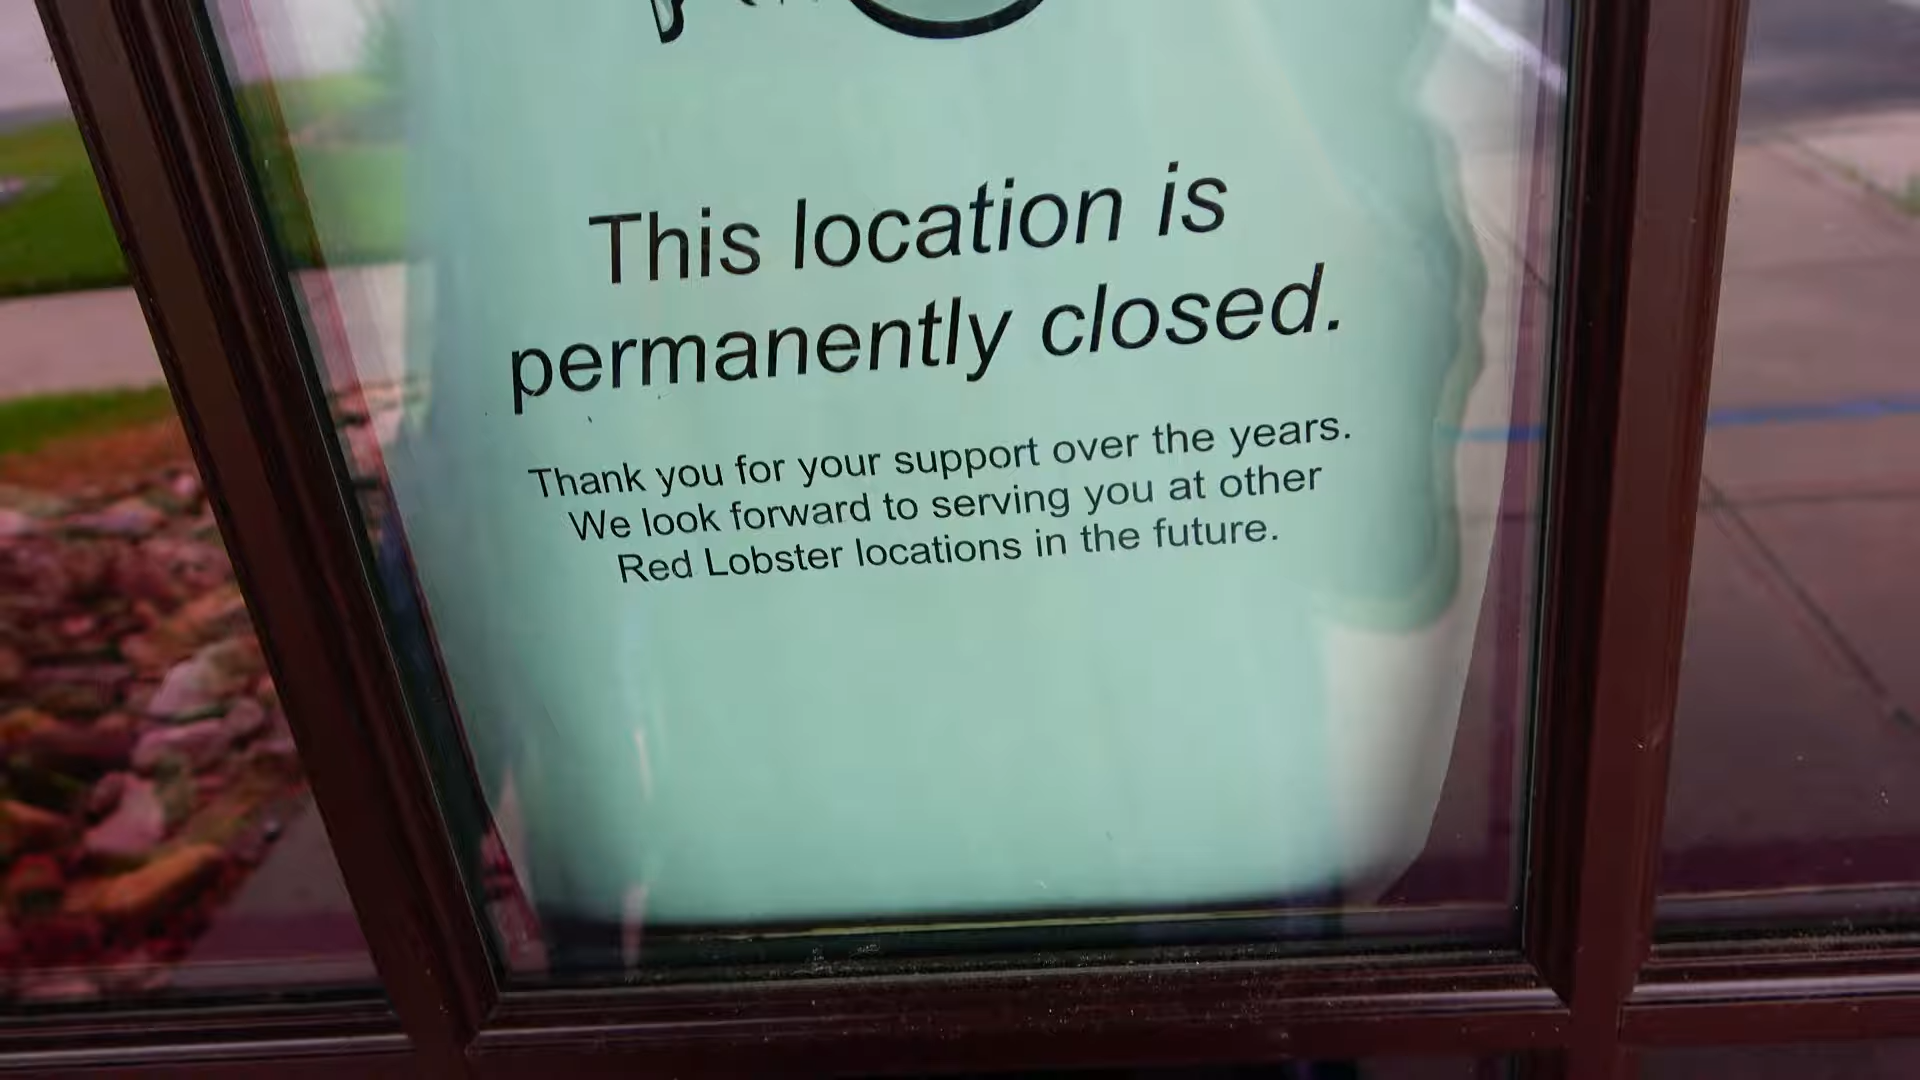 This location is
permanently closed.
Thank you for your support over the years.
We look forward to serving you at other
Red Lobster locations in the future.